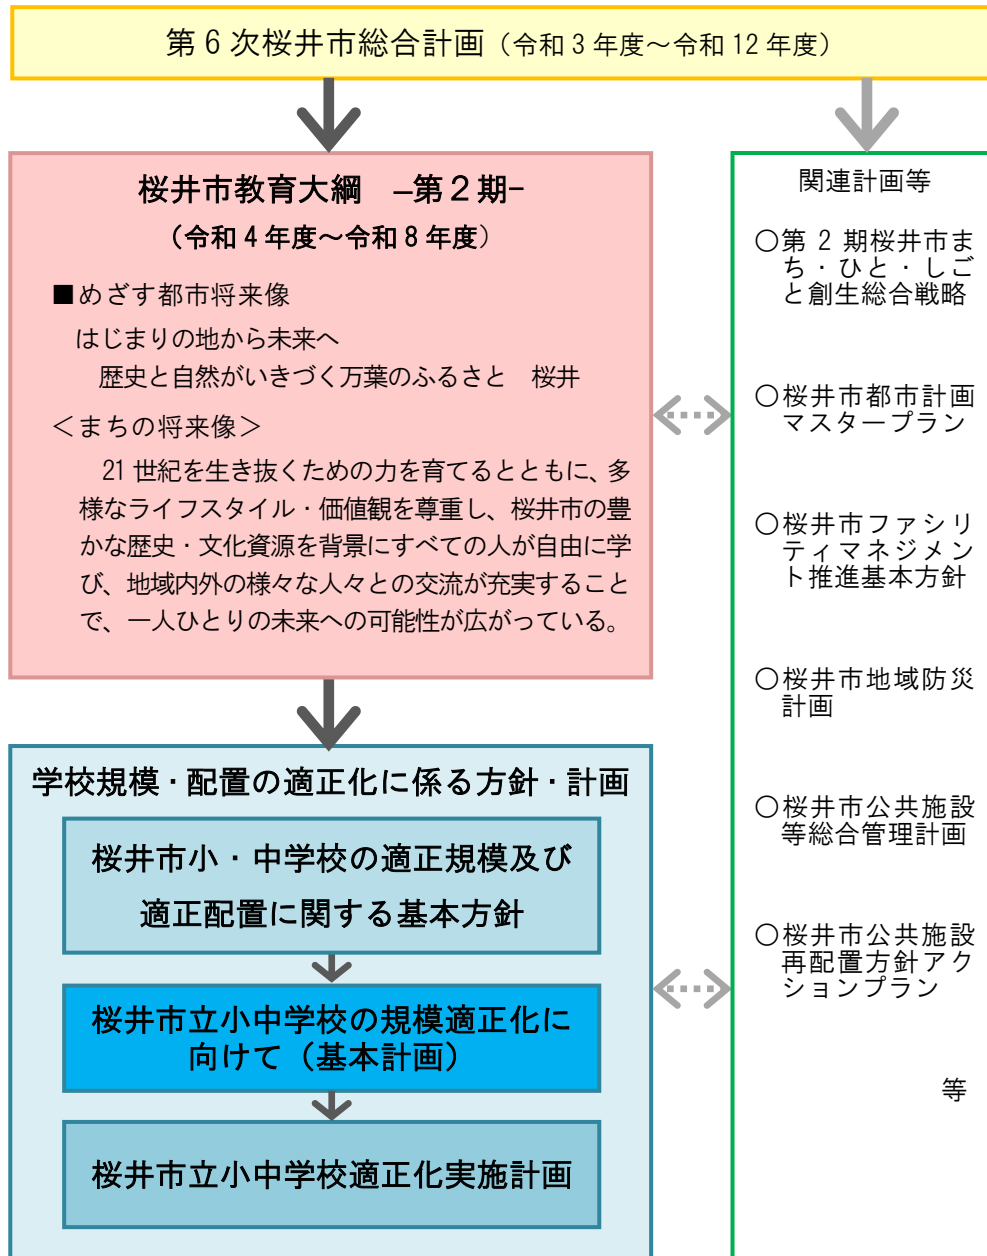 第6次桜井市総合計画（令和3年度～令和12年度）
桜井市教育大綱　–第２期–
（令和4年度～令和8年度）
■めざす都市将来像
はじまりの地から未来へ
歴史と自然がいきづく万葉のふるさと　桜井
＜まちの将来像＞
21世紀を生き抜くための力を育てるとともに、多
様なライフスタイル・価値観を尊重し、桜井市の豊
かな歴史・文化資源を背景にすべての人が自由に学
び、地域内外の様々な人々との交流が充実すること
で、一人ひとりの未来への可能性が広がっている。
学校規模・配置の適正化に係る方針・計画
桜井市小・中学校の適正規模及び
適正配置に関する基本方針
桜井市立小中学校の規模適正化に
向けて（基本計画）
桜井市立小中学校適正化実施計画
関連計画等
○第2期桜井市ま
ち・ひと・しご
と創生総合戦略
○桜井市都市計画
マスタープラン
○桜井市ファシリ
ティマネジメン
ト推進基本方針
○桜井市地域防災
計画
○桜井市公共施設
等総合管理計画
○桜井市公共施設
再配置方針アク
ションプラン
等